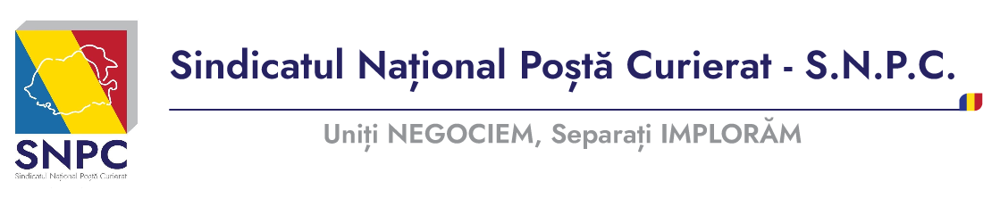 Sindicatul Național Poștă Curierat - S.N.P.C.
Uniți NEGOCIEM, Separați IMPLORĂM
SNPC
Sindicatul Național Poștă Curierat